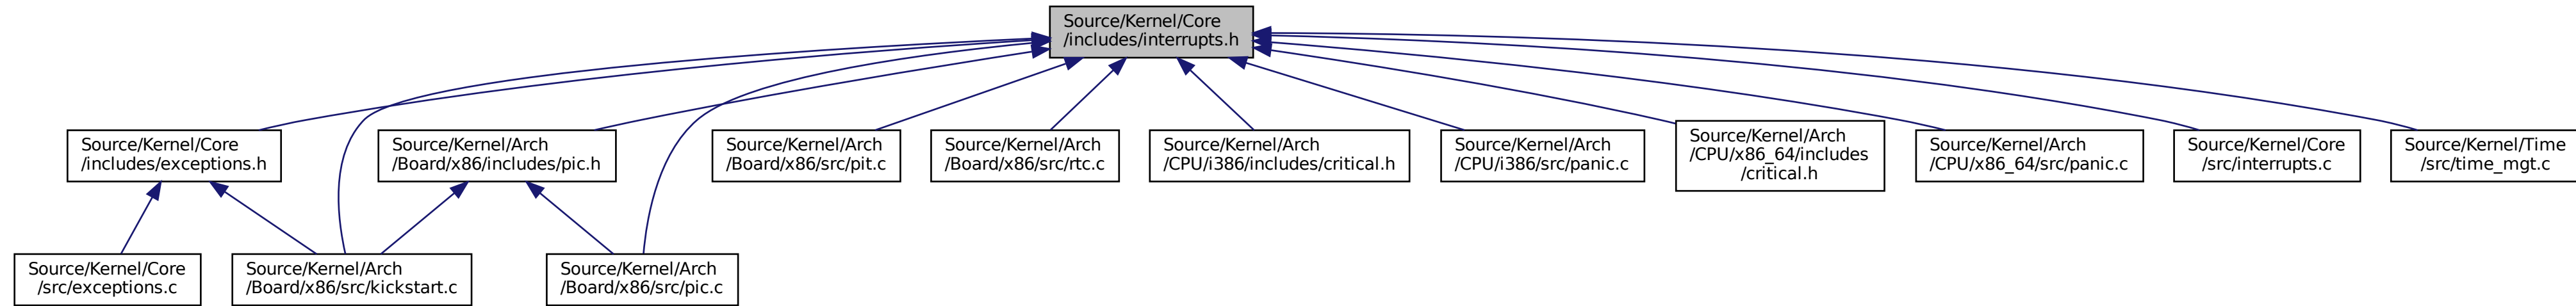 Source/Kernel/Core
/includes/interrupts.h
Source/Kernel/Core
/includes/exceptions.h
Source/Kernel/Arch
/Board/x86/includes/pic.h
Source/Kernel/Arch
/Board/x86/src/pit.c
Source/Kernel/Arch
/Board/x86/src/rtc.c
Source/Kernel/Arch
/CPU/i386/includes/critical.h
Source/Kernel/Arch
/CPU/i386/src/panic.c
Source/Kernel/Arch
/CPU/x86_64/includes
/critical.h
Source/Kernel/Arch
/CPU/x86_64/src/panic.c
Source/Kernel/Core
/src/interrupts.c
Source/Kernel/Time
/src/time_mgt.c
Source/Kernel/Core
/src/exceptions.c
Source/Kernel/Arch
/Board/x86/src/kickstart.c
Source/Kernel/Arch
/Board/x86/src/pic.c